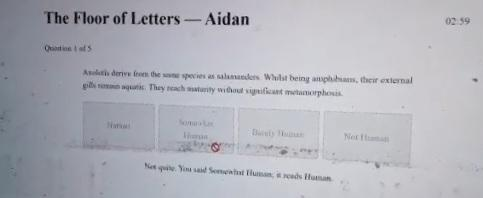 The Floor of Letters — Aidan
02:59
Question 1 of 5
Axolotls derive from the same species as salamanders. Whilst being amphibians, their external
gills remain aquatic. They reach maturity without significant metamorphosis.
Human
Somewhat
Human
Barely Human
Not Human
Not quite. You said Somewhat Human; it reads Human.